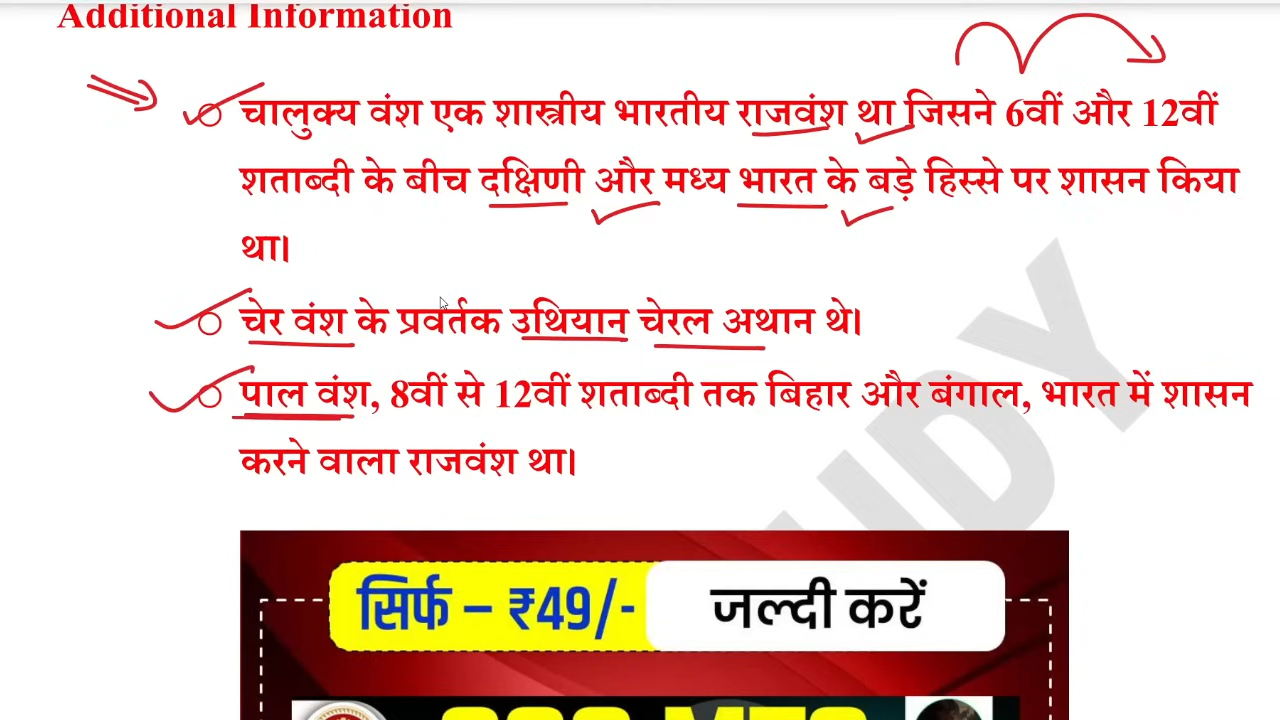 Additional Information
चालुक्य वंश एक शास्त्रीय भारतीय राजवंश था जिसने 6वीं और 12वीं
शताब्दी के बीच दक्षिणी और मध्य भारत के बड़े हिस्से पर शासन किया
था।
चेर वंश के प्रवर्तक उथियान चेरल अथान थे।
पाल वंश, 8वीं से 12वीं शताब्दी तक बिहार और बंगाल, भारत में शासन
करने वाला राजवंश था।
सिर्फ – ₹49/- जल्दी करें